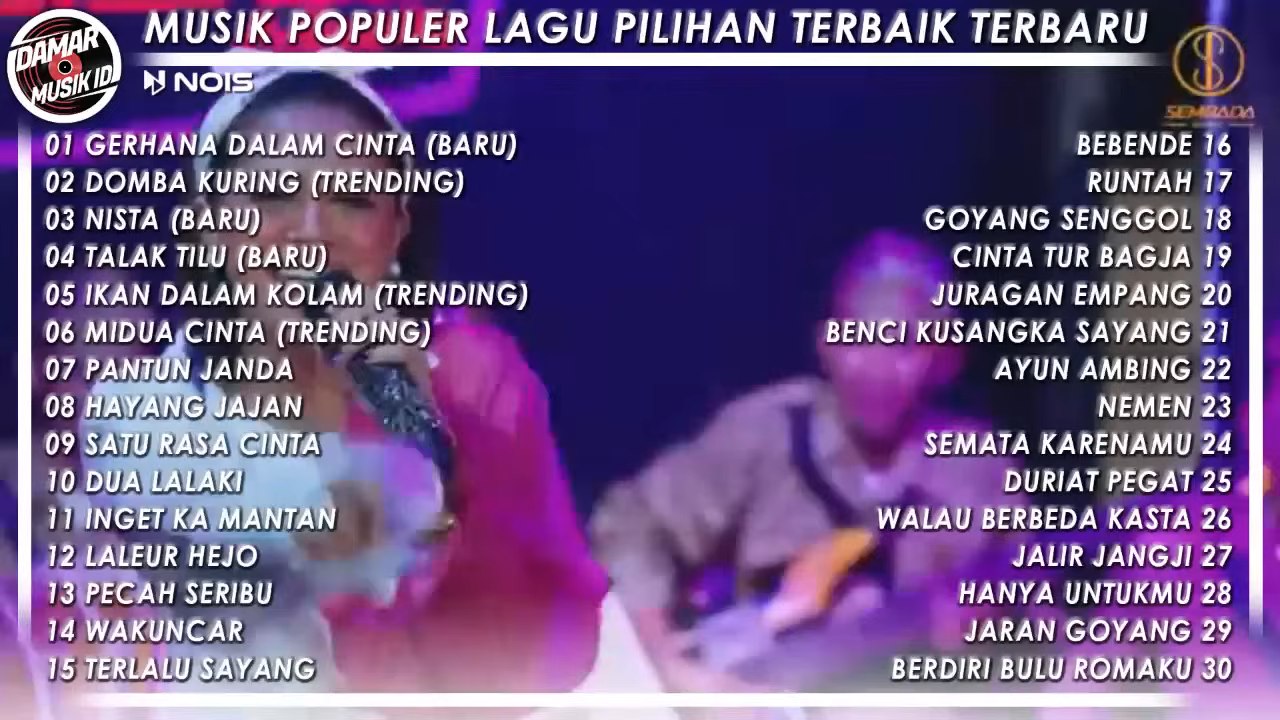 MUSIK POPULER LAGU PILIHAN TERBAIK TERBARU
DAMAR
MUSIK ID
NOIS
SEMBADA
01 GERHANA DALAM CINTA (BARU)
02 DOMBA KURING (TRENDING)
03 NISTA (BARU)
04 TALAK TILU (BARU)
05 IKAN DALAM KOLAM (TRENDING)
06 MIDUA CINTA (TRENDING)
07 PANTUN JANDA
08 HAYANG JAJAN
09 SATU RASA CINTA
10 DUA LALAKI
11 INGET KA MANTAN
12 LALEUR HEJO
13 PECAH SERIBU
14 WAKUNCAR
15 TERLALU SAYANG
BEBENDE 16
RUNTAH 17
GOYANG SENGGOL 18
CINTA TUR BAGJA 19
JURAGAN EMPANG 20
BENCI KUSANGKA SAYANG 21
AYUN AMBING 22
NEMEN 23
SEMATA KARENAMU 24
DURIAT PEGAT 25
WALAU BERBEDA KASTA 26
JALIR JANGJI 27
HANYA UNTUKMU 28
JARAN GOYANG 29
BERDIRI BULU ROMAKU 30